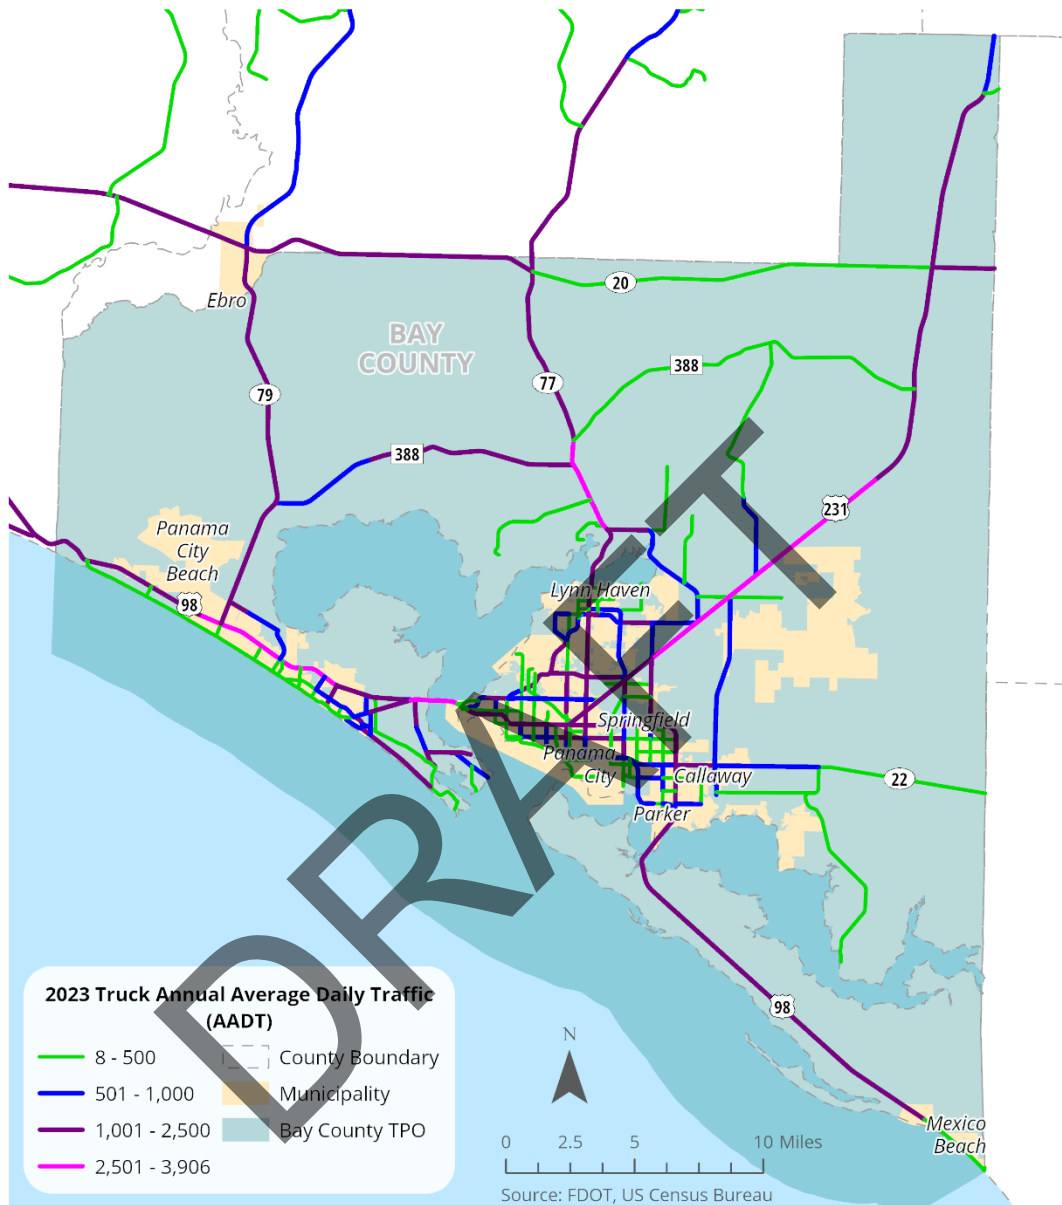 Ebro
BAY
COUNTY
20
388
77
79
388
231
Panama
City
Beach
98
Lynn Haven
Springfield
Panama
City
Callaway
22
Parker
98
Mexico
Beach
DRAFT
2023 Truck Annual Average Daily Traffic
(AADT)
8 - 500
County Boundary
501 - 1,000
Municipality
1,001 - 2,500
Bay County TPO
2,501 - 3,906
N
0 2.5 5 10 Miles
Source: FDOT, US Census Bureau